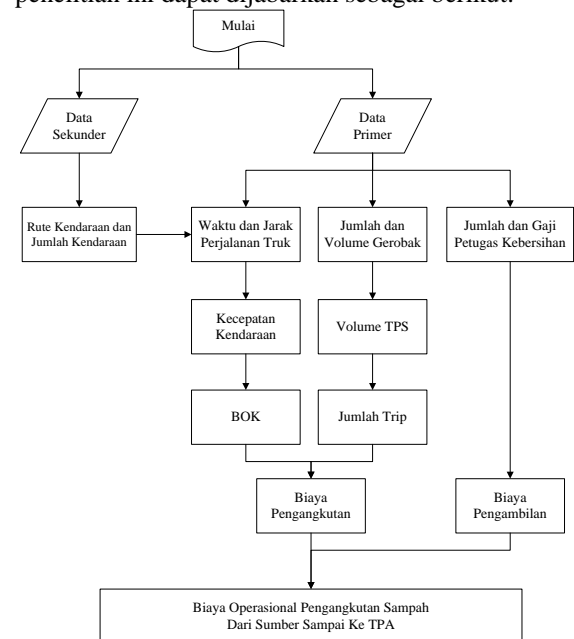 penelitian ini dapat dijabarkan sebagai berikut:
Mulai
Data
Sekunder
Data
Primer
Rute Kendaraan dan
Jumlah Kendaraan
Waktu dan Jarak
Perjalanan Truk
Jumlah dan
Volume Gerobak
Jumlah dan Gaji
Petugas Kebersihan
Kecepatan
Kendaraan
Volume TPS
BOK
Jumlah Trip
Biaya
Pengangkutan
Biaya
Pengambilan
Biaya Operasional Pengangkutan Sampah
Dari Sumber Sampai Ke TPA